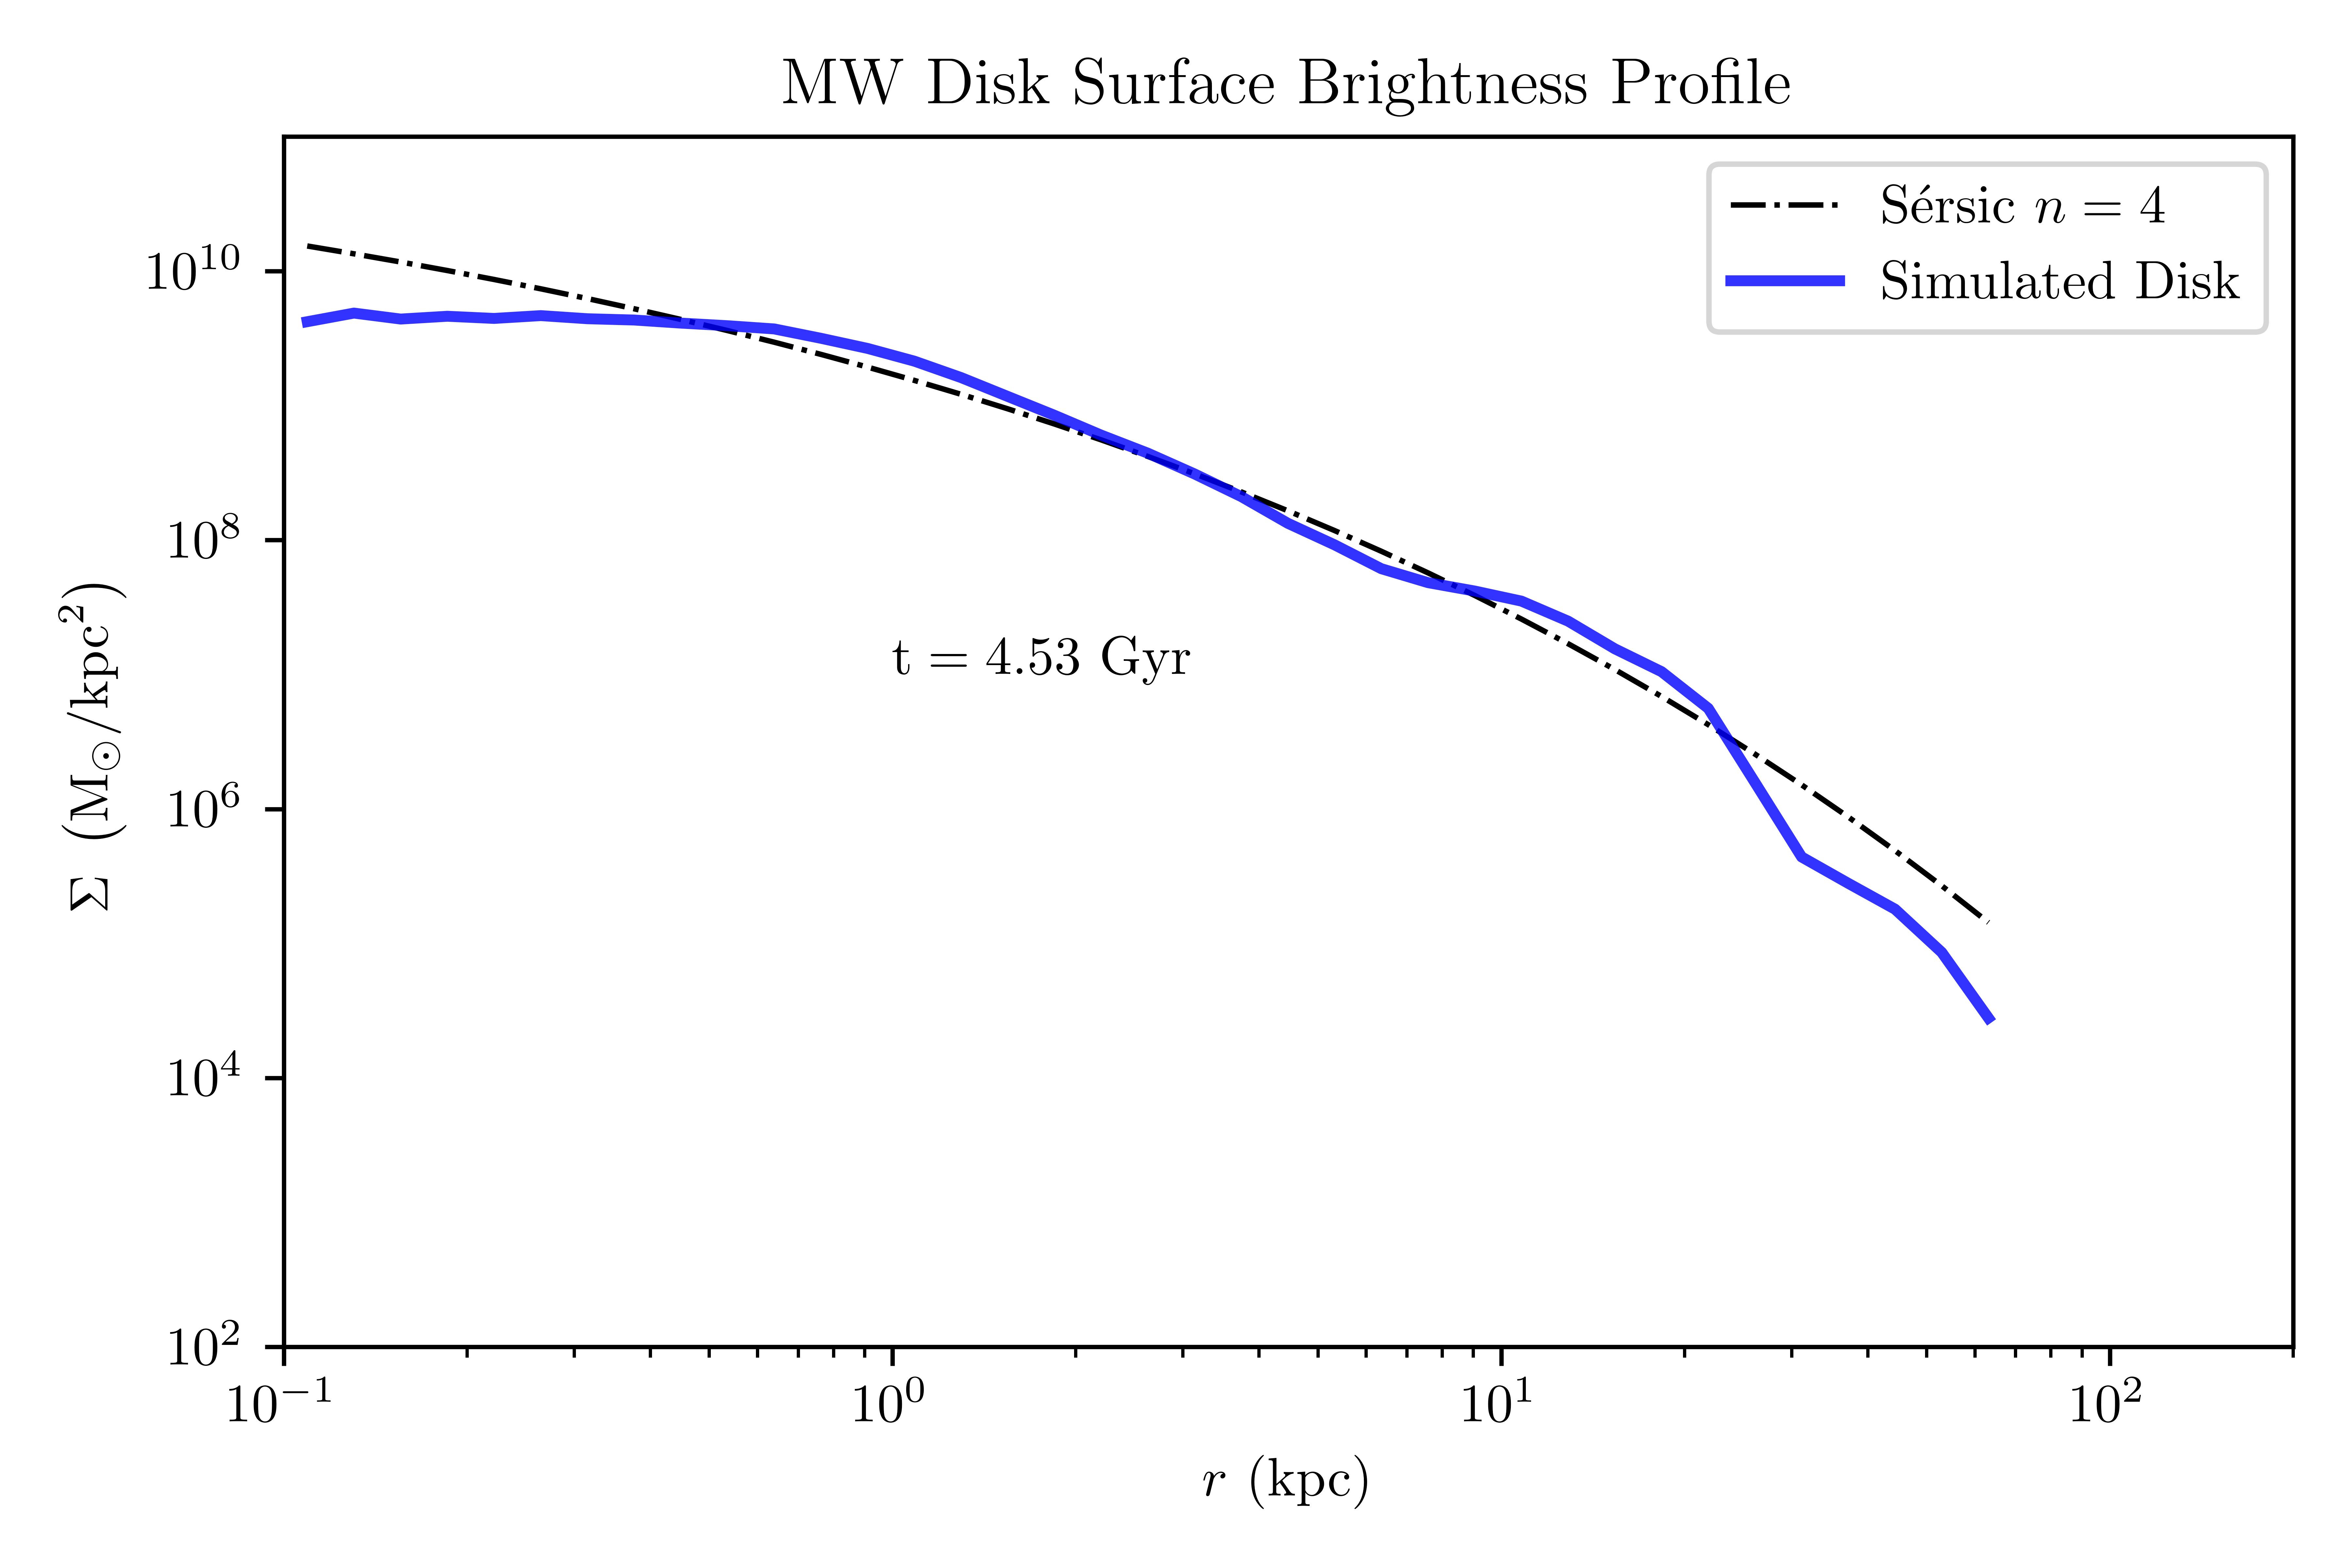 MW Disk Surface Brightness Profile
Sérsic n = 4
Simulated Disk
t = 4.53 Gyr
Σ (M☉/kpc²)
10¹⁰
10⁸
10⁶
10⁴
10²
10⁻¹ 10⁰ 10¹ 10²
r (kpc)